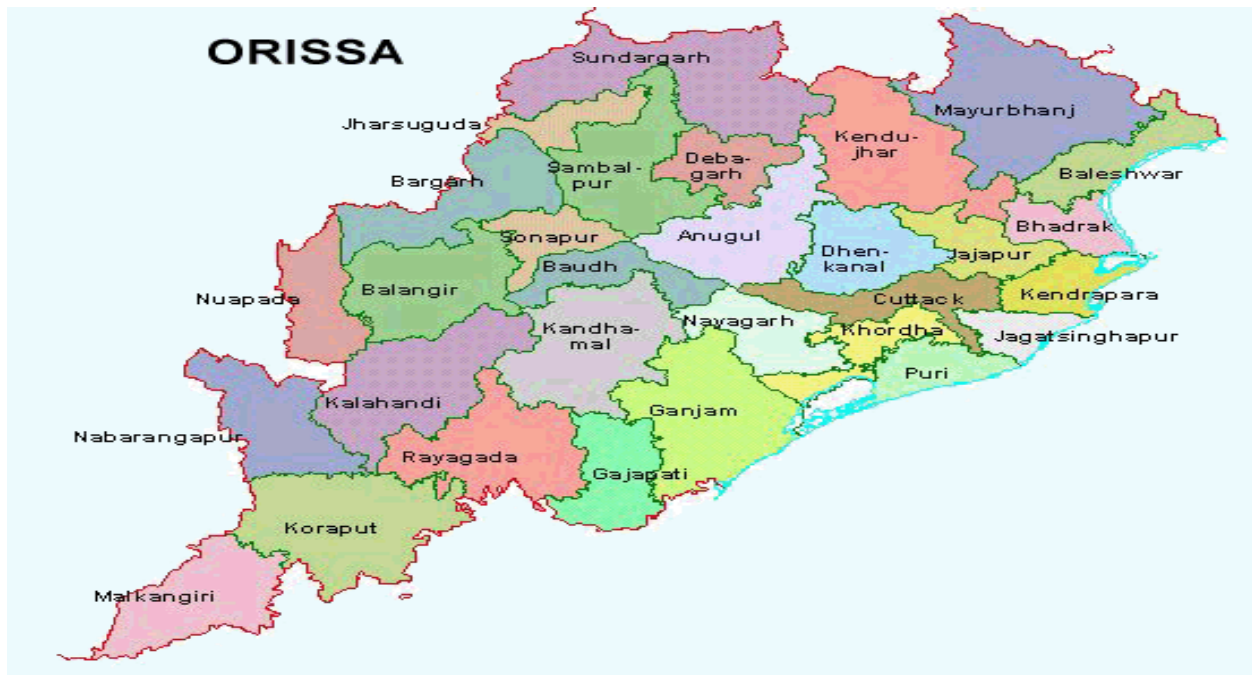 ORISSA
Sundargarh
Mayurbhanj
Jharsuguda
Kendu-
jhar
Deba-
garh
Sambal-
pur
Baleshwar
Bargarh
Bhadrak
Sonapur
Anugul
Dhen-
kanal
Jajapur
Baudh
Nuapada
Balangir
Cuttack
Kendrapara
Nayagarh
Kandha-
mal
Khordha
Jagatsinghapur
Puri
Kalahandi
Ganjam
Nabarangapur
Rayagada
Gajapati
Koraput
Malkangiri